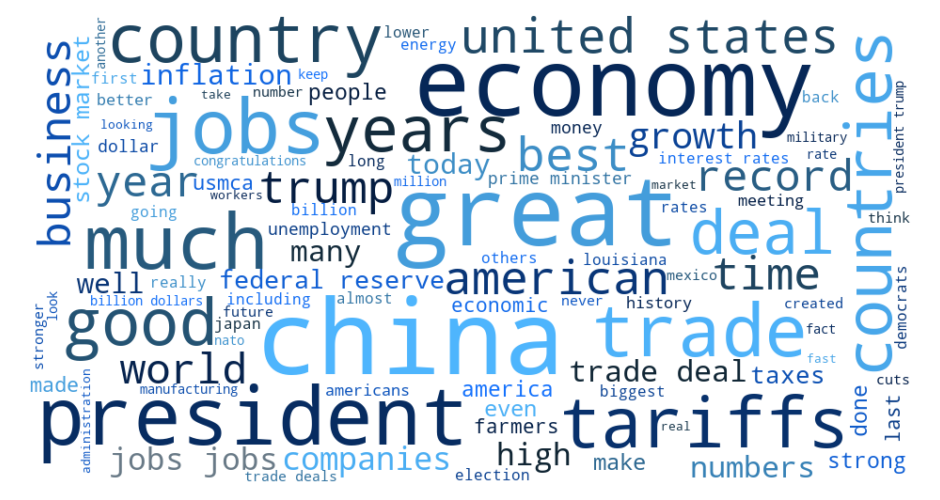 another
country
lower
energy
united states
business
stock market
first
inflation
keep
economy
countries
better
take
number
people
back
president trump
looking
jobs
years
money
growth
military
dollar
congratulations
long
today
best
interest rates
rate
year
usmca
workers
trump
million
prime minister
market
record
going
billion
great
rates
meeting
think
much
unemployment
many
deal
well
really
federal reserve
others
american
louisiana
mexico
time
democrats
stronger
look
billion dollars
including
almost
economic
never
history
created
good
future
japan
nato
china
trade
fact
fast
world
trade deal
taxes
cuts
made
administration
manufacturing
americans
america
biggest
done
last
president
even
farmers
tariffs
real
jobs jobs
companies
trade deals
election
high
make
numbers
strong